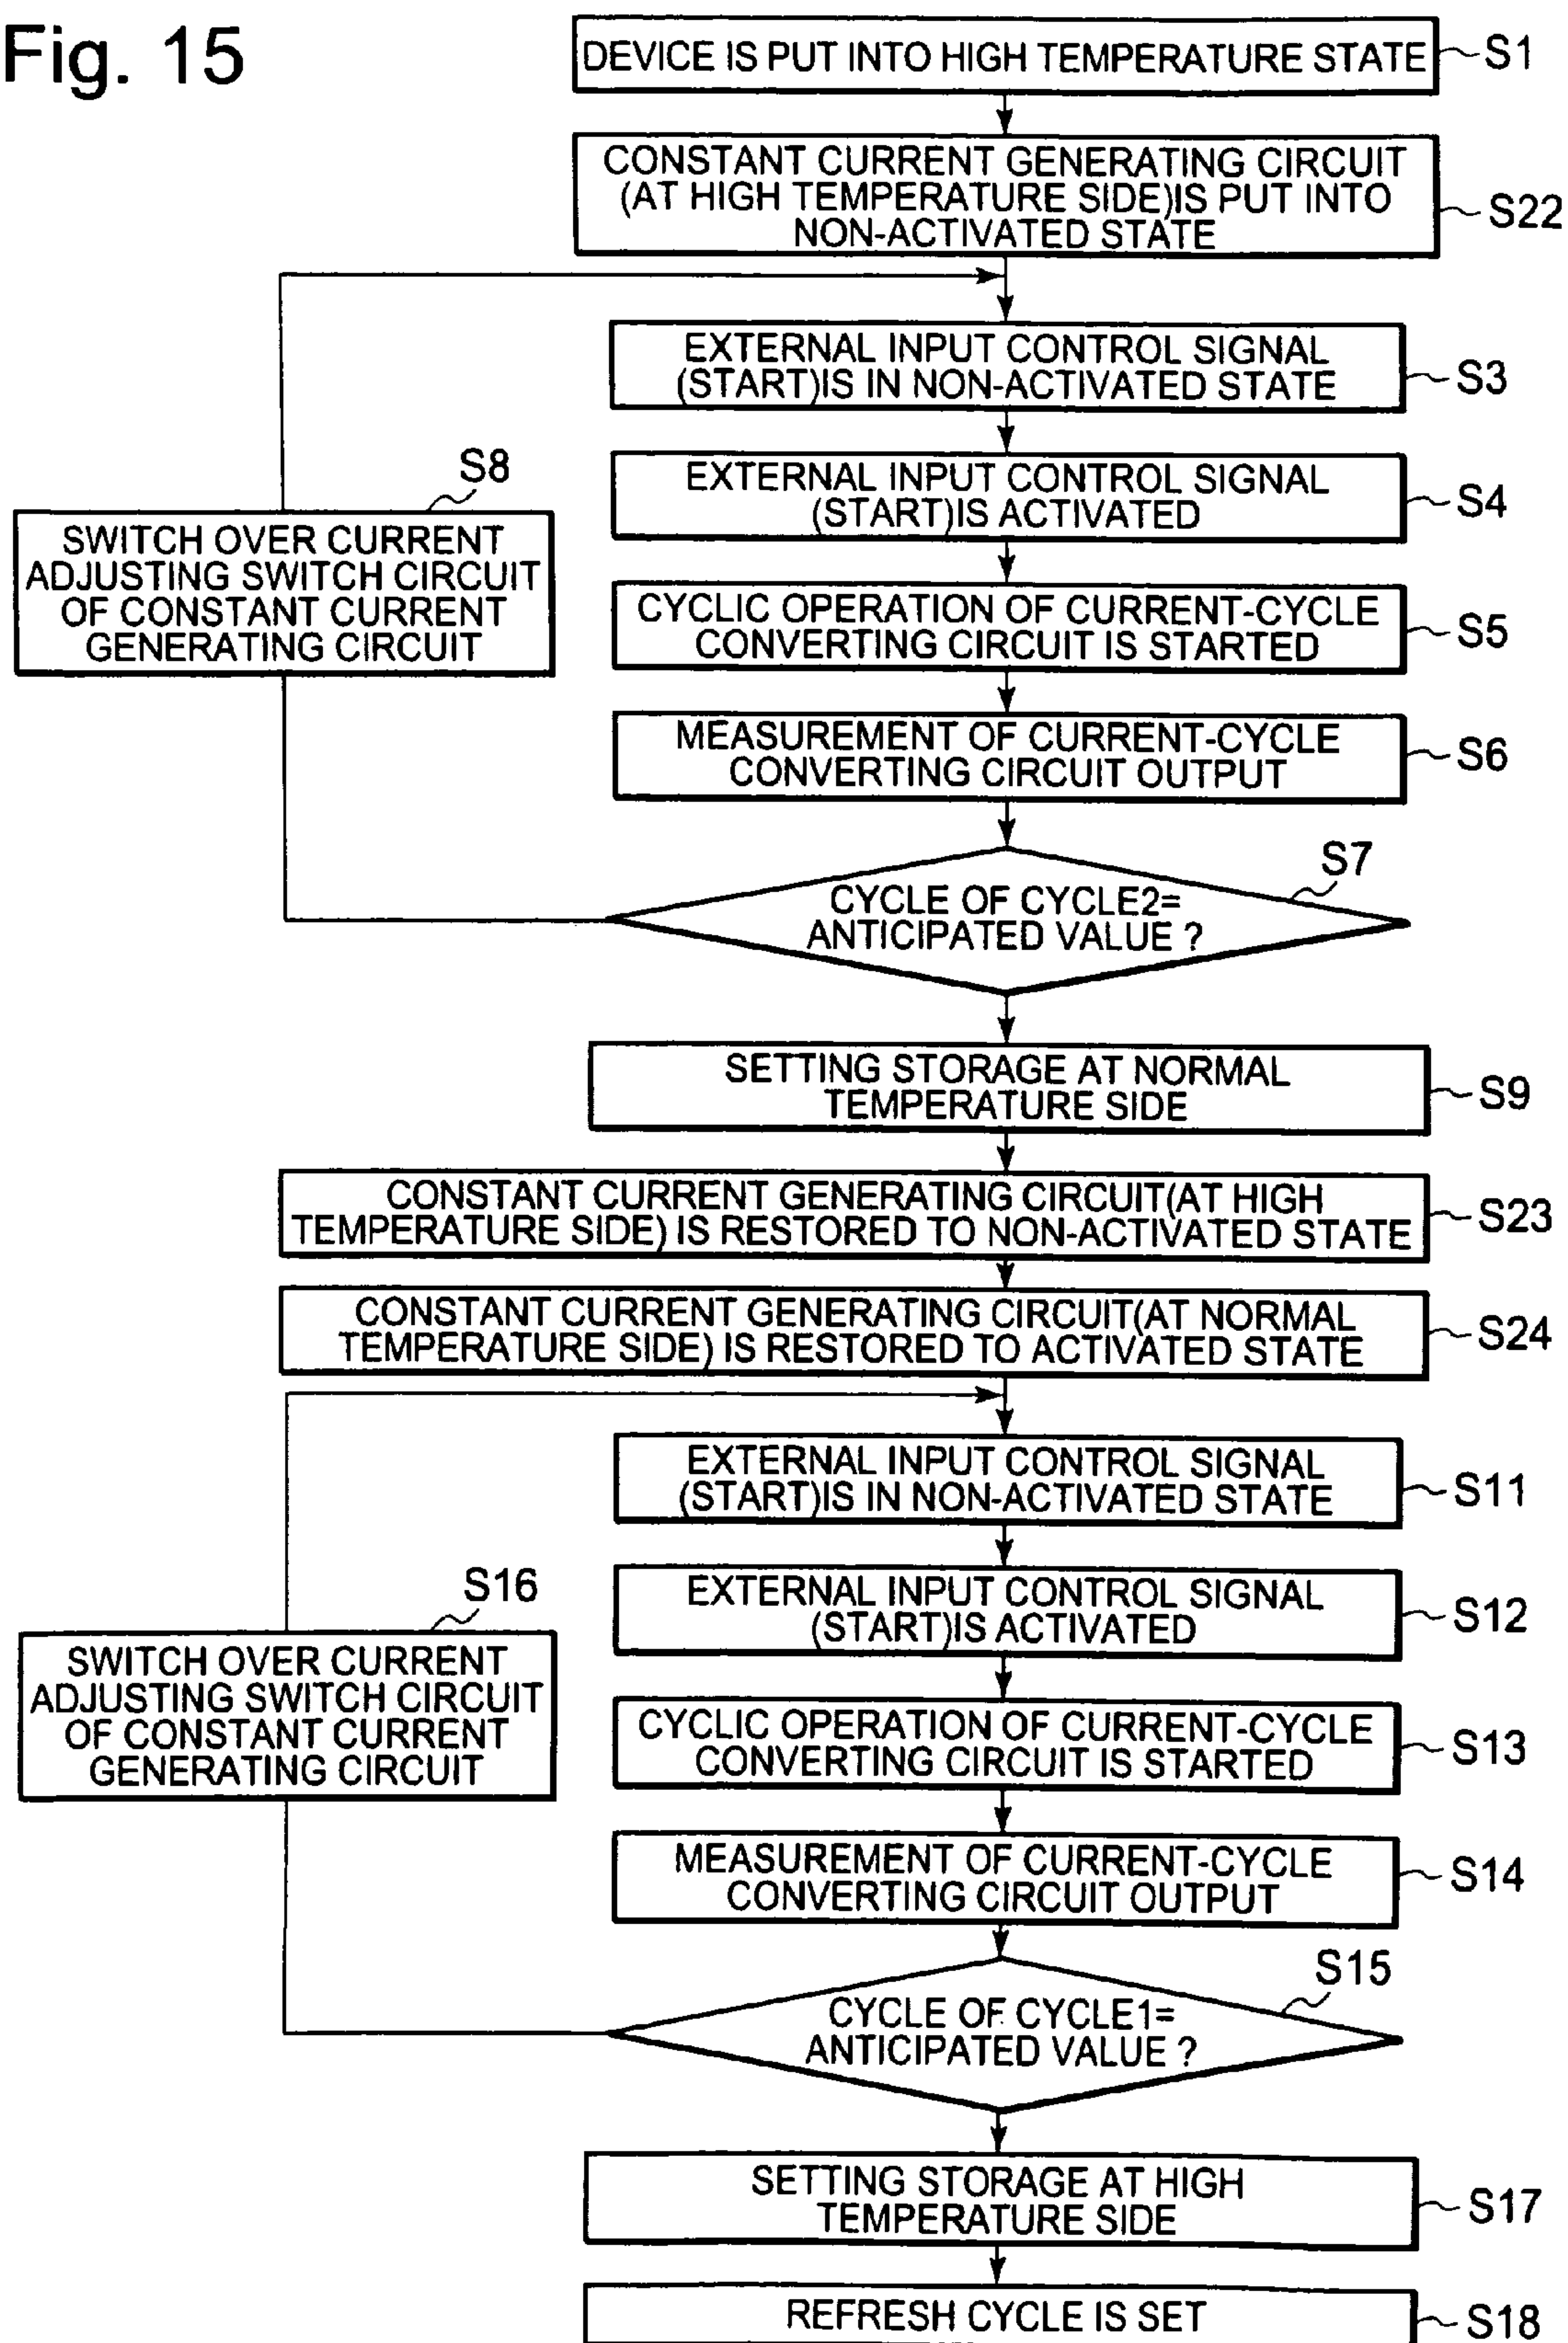 Fig. 15
DEVICE IS PUT INTO HIGH TEMPERATURE STATE
S1
CONSTANT CURRENT GENERATING CIRCUIT
(AT HIGH TEMPERATURE SIDE)IS PUT INTO
NON-ACTIVATED STATE
S22
EXTERNAL INPUT CONTROL SIGNAL
(START)IS IN NON-ACTIVATED STATE
S3
EXTERNAL INPUT CONTROL SIGNAL
(START)IS ACTIVATED
S4
S8
SWITCH OVER CURRENT
ADJUSTING SWITCH CIRCUIT
OF CONSTANT CURRENT
GENERATING CIRCUIT
CYCLIC OPERATION OF CURRENT-CYCLE
CONVERTING CIRCUIT IS STARTED
S5
MEASUREMENT OF CURRENT-CYCLE
CONVERTING CIRCUIT OUTPUT
S6
S7
CYCLE OF CYCLE2=
ANTICIPATED VALUE ?
SETTING STORAGE AT NORMAL
TEMPERATURE SIDE
S9
CONSTANT CURRENT GENERATING CIRCUIT(AT HIGH
TEMPERATURE SIDE) IS RESTORED TO NON-ACTIVATED STATE
S23
CONSTANT CURRENT GENERATING CIRCUIT(AT NORMAL
TEMPERATURE SIDE) IS RESTORED TO ACTIVATED STATE
S24
EXTERNAL INPUT CONTROL SIGNAL
(START)IS IN NON-ACTIVATED STATE
S11
EXTERNAL INPUT CONTROL SIGNAL
(START)IS ACTIVATED
S12
S16
SWITCH OVER CURRENT
ADJUSTING SWITCH CIRCUIT
OF CONSTANT CURRENT
GENERATING CIRCUIT
CYCLIC OPERATION OF CURRENT-CYCLE
CONVERTING CIRCUIT IS STARTED
S13
MEASUREMENT OF CURRENT-CYCLE
CONVERTING CIRCUIT OUTPUT
S14
S15
CYCLE OF CYCLE1=
ANTICIPATED VALUE ?
SETTING STORAGE AT HIGH
TEMPERATURE SIDE
S17
REFRESH CYCLE IS SET
S18